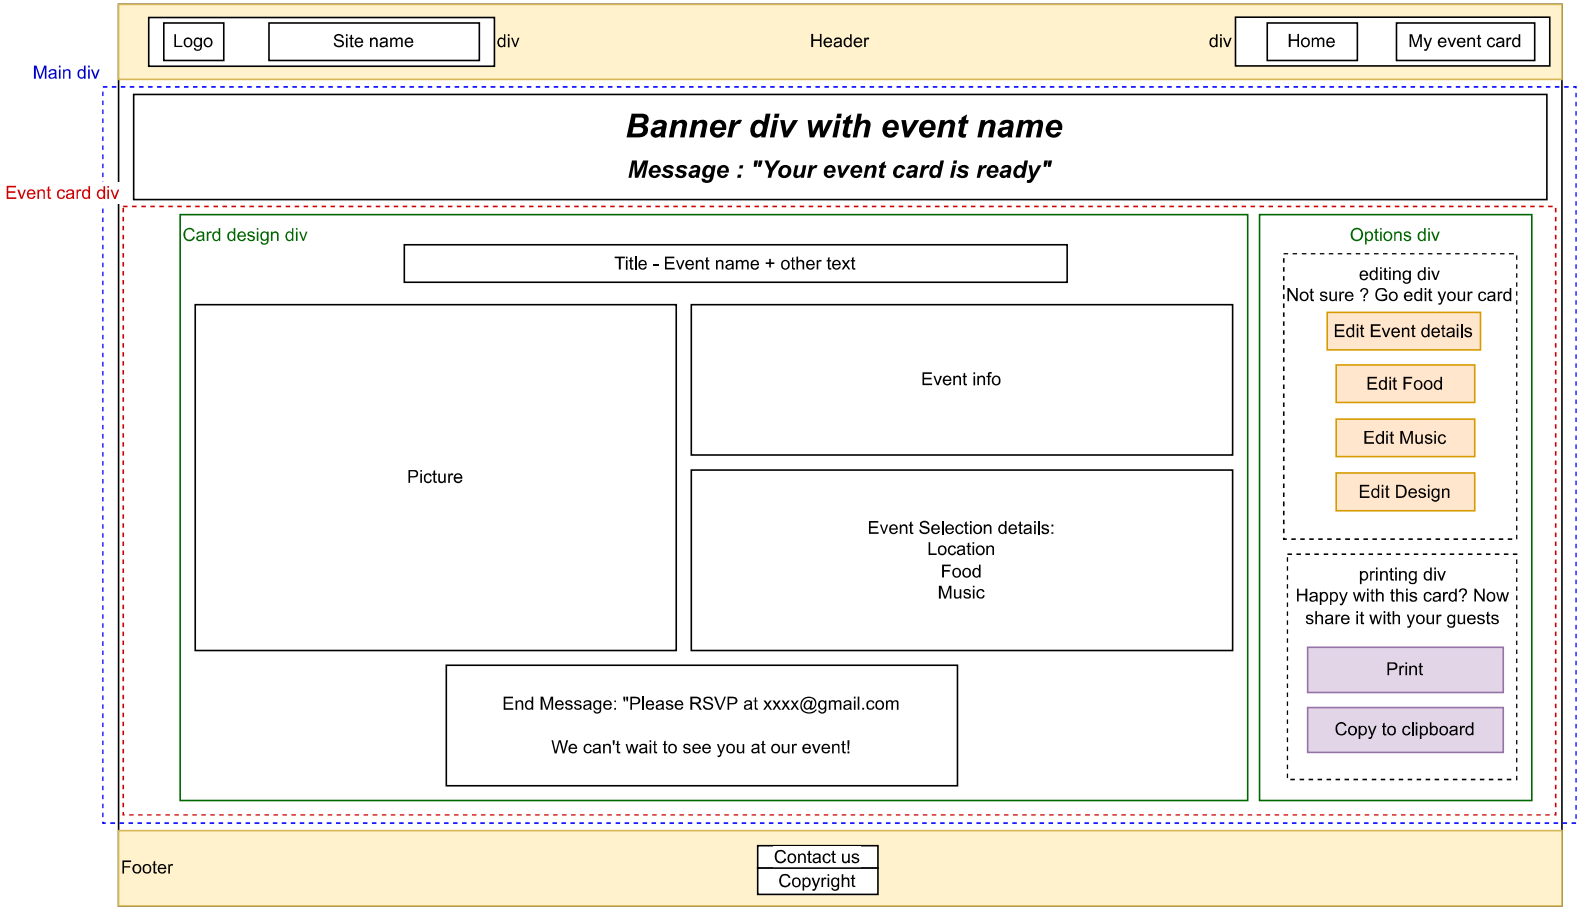 Logo
Site name
div
Header
div
Home
My event card
Main div
Banner div with event name
Message : "Your event card is ready"
Event card div
Card design div
Title - Event name + other text
Picture
Event info
Event Selection details:
Location
Food
Music
End Message: "Please RSVP at xxxx@gmail.com
We can't wait to see you at our event!
Options div
editing div
Not sure ? Go edit your card
Edit Event details
Edit Food
Edit Music
Edit Design
printing div
Happy with this card? Now
share it with your guests
Print
Copy to clipboard
Footer
Contact us
Copyright